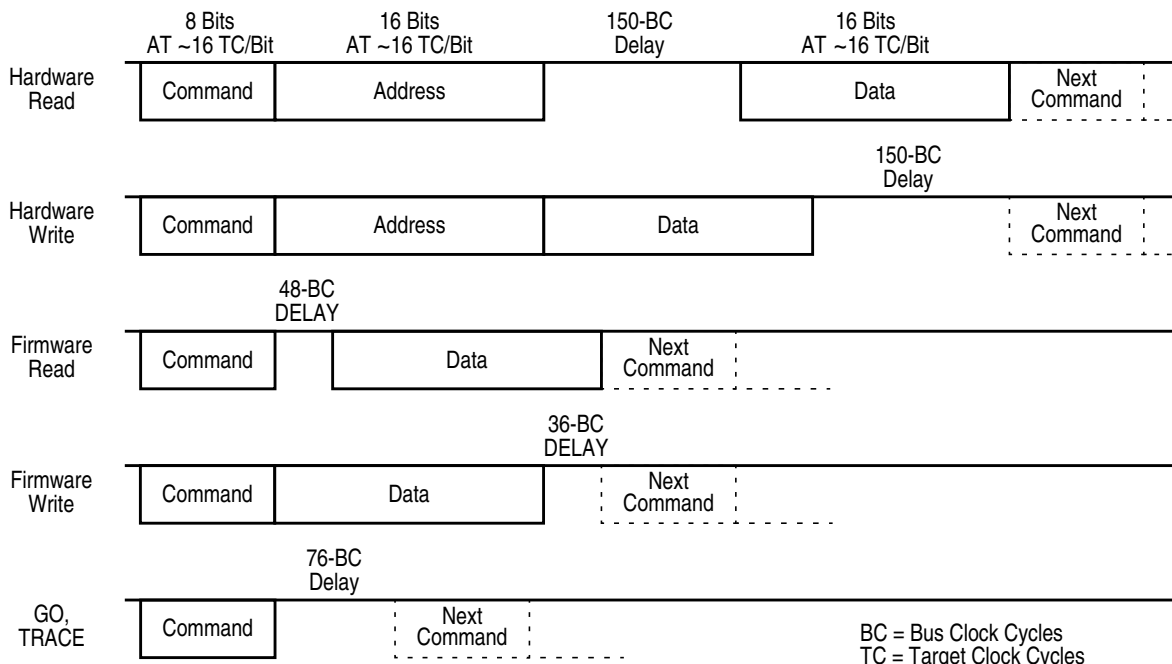 8 Bits
AT ~16 TC/Bit
16 Bits
AT ~16 TC/Bit
150-BC
Delay
16 Bits
AT ~16 TC/Bit
Hardware
Read
Command
Address
Data
Next
Command
150-BC
Delay
Hardware
Write
Command
Address
Data
Next
Command
48-BC
DELAY
Firmware
Read
Command
Data
Next
Command
36-BC
DELAY
Firmware
Write
Command
Data
Next
Command
76-BC
Delay
GO,
TRACE
Command
Next
Command
BC = Bus Clock Cycles
TC = Target Clock Cycles